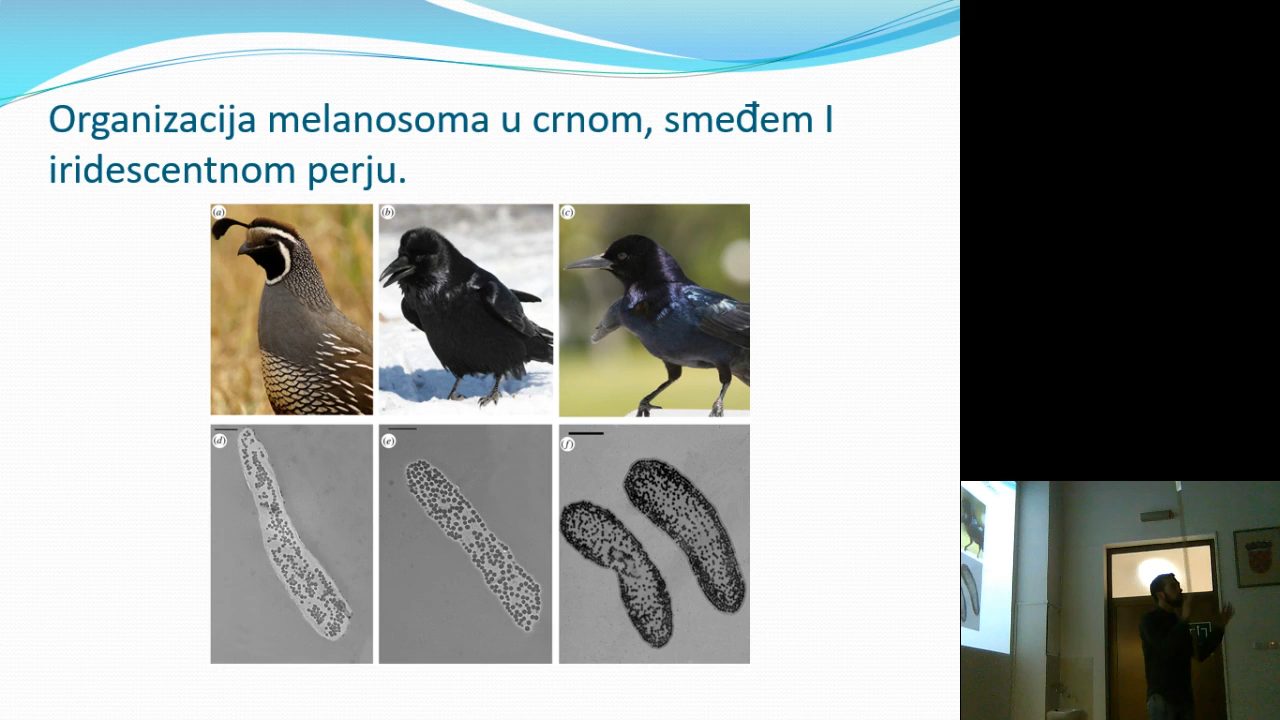 Organizacija melanosoma u crnom, smeđem I
iridescentnom perju.
(a)
(b)
(c)
(d)
(e)
(f)